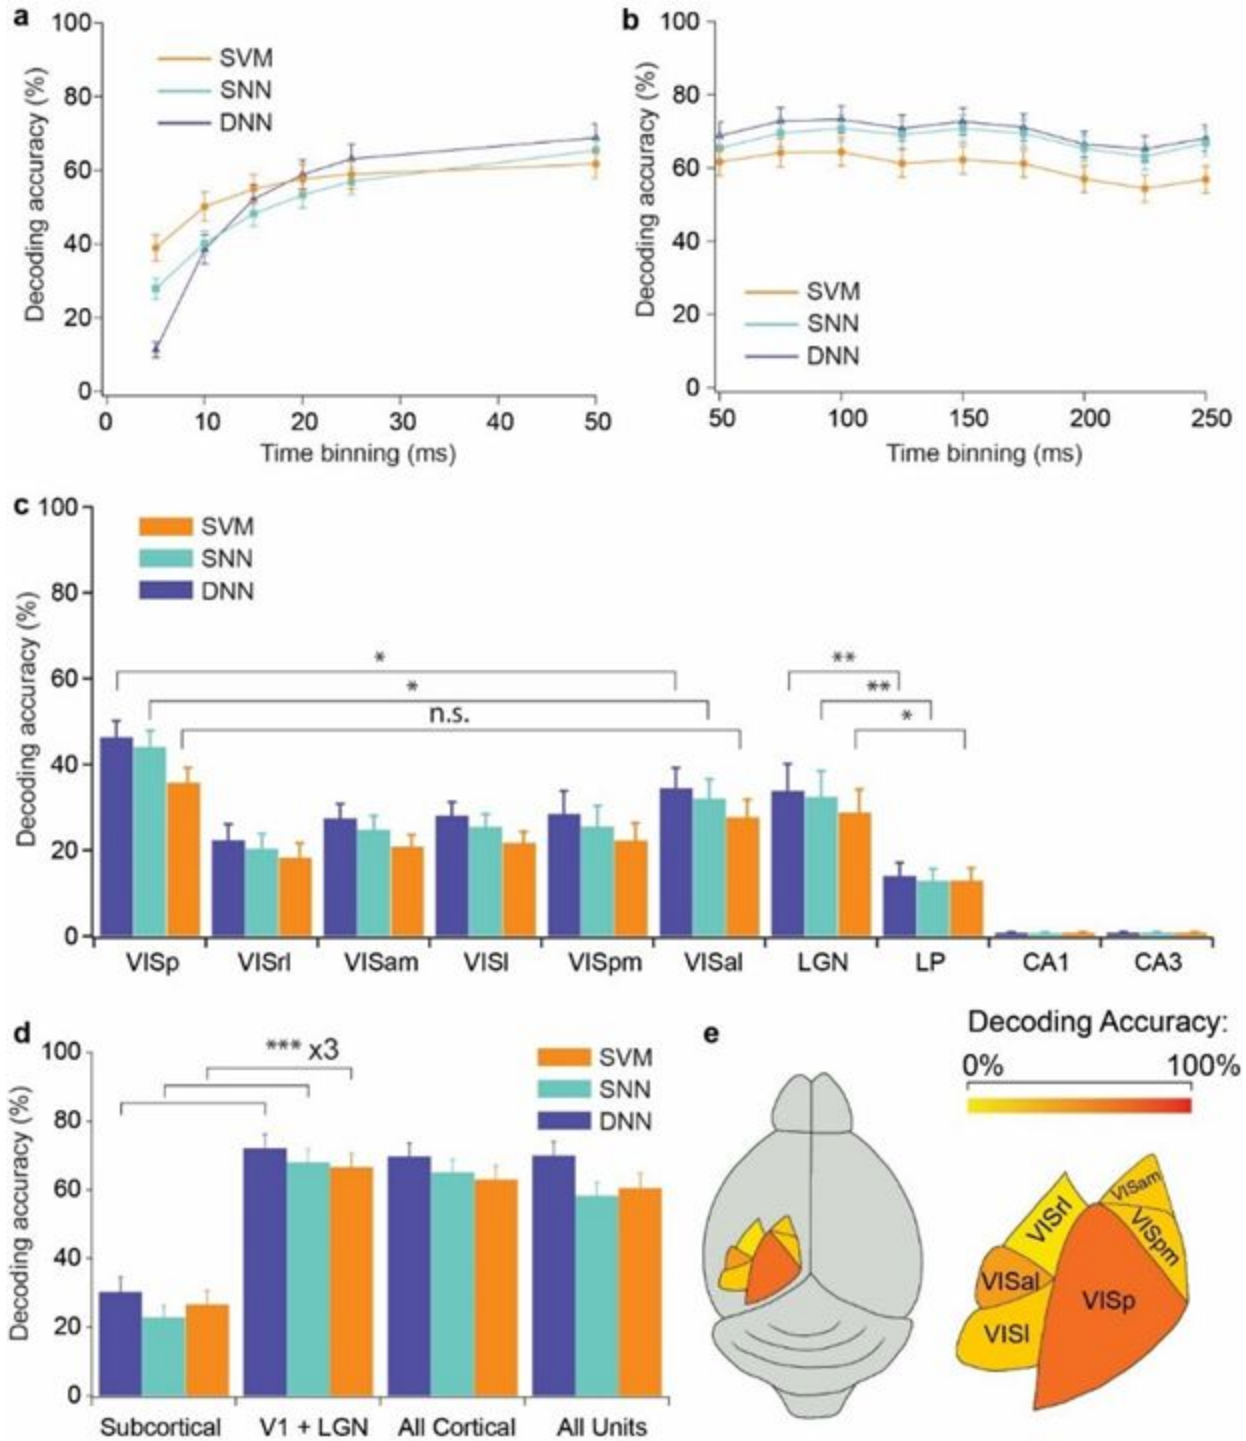 a
100
80
60
40
20
0
Decoding accuracy (%)
SVM
SNN
DNN
0 10 20 30 40 50
Time binning (ms)
b
100
80
60
40
20
0
Decoding accuracy (%)
SVM
SNN
DNN
50 100 150 200 250
Time binning (ms)
c
100
80
60
40
20
0
Decoding accuracy (%)
SVM
SNN
DNN
*
*
n.s.
**
**
*
VISp VISrl VISam VISl VISpm VISal LGN LP CA1 CA3
d
100
80
60
40
20
0
Decoding accuracy (%)
*** x3
SVM
SNN
DNN
Subcortical V1 + LGN All Cortical All Units
e
Decoding Accuracy:
0% 100%
VISam
VISrl
VISpm
VISal
VISp
VISl